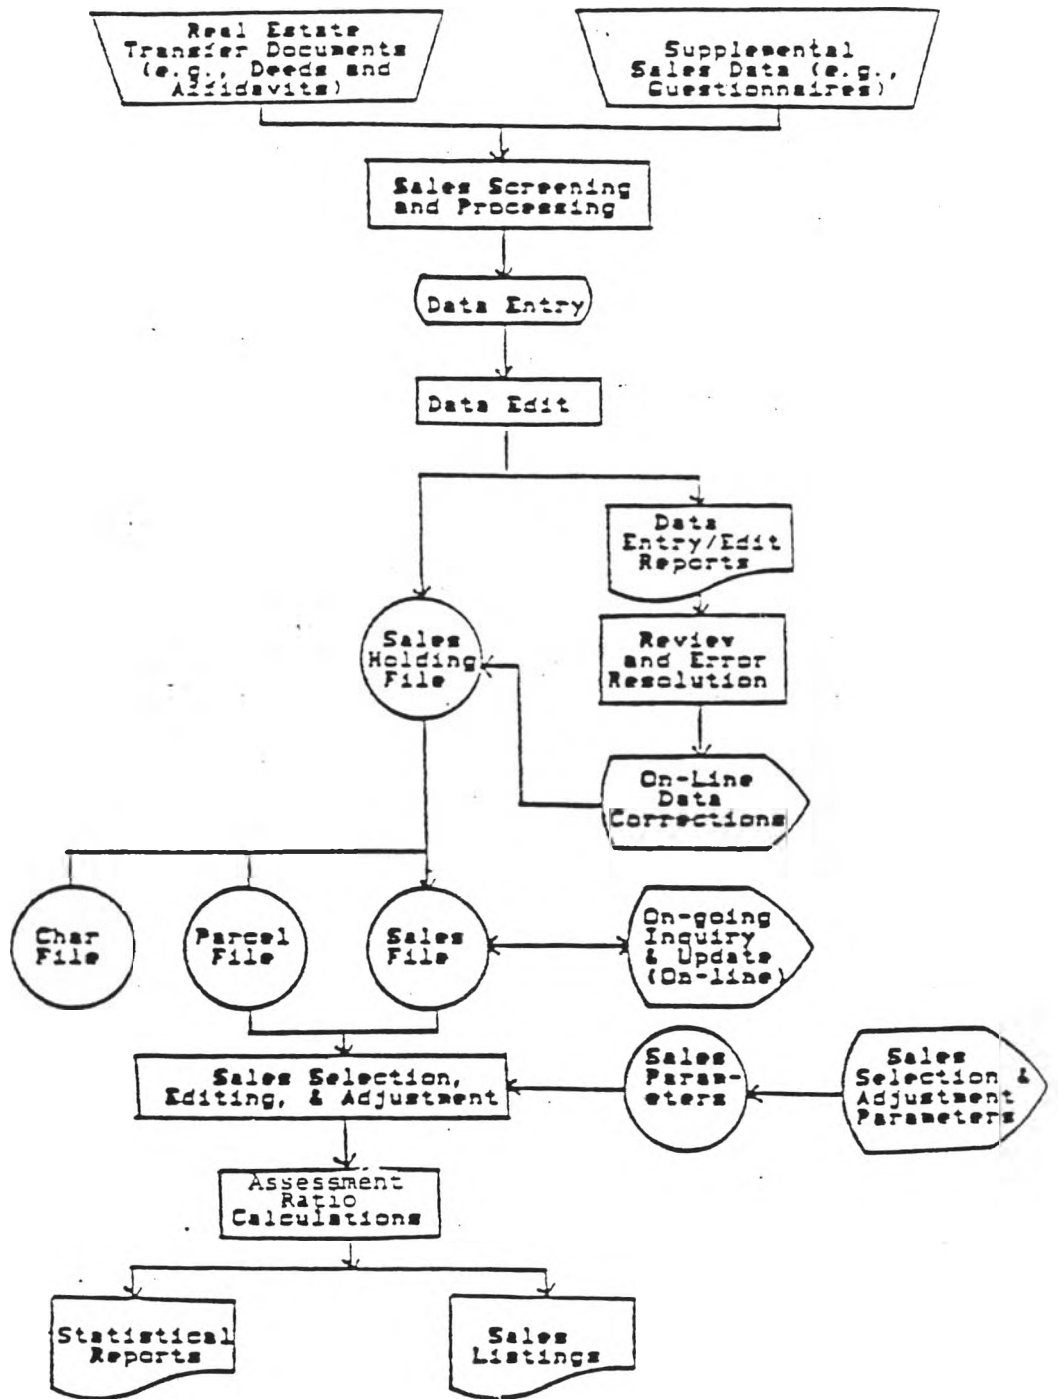 Real Estate
Transfer Documents
(e.g., Deeds and
Affidavits)
Supplemental
Sales Data (e.g.,
Questionnaires)
Sales Screening
and Processing
Data Entry
Data Edit
Data
Entry/Edit
Reports
Sales
Holding
File
Review
and Error
Resolution
On-Line
Data
Corrections
Char
File
Parcel
File
Sales
File
On-going
Inquiry
& Update
(On-line)
Sales Selection,
Editing, & Adjustment
Sales
Param-
eters
Sales
Selection &
Adjustment
Parameters
Assessment
Ratio
Calculations
Statistical
Reports
Sales
Listings